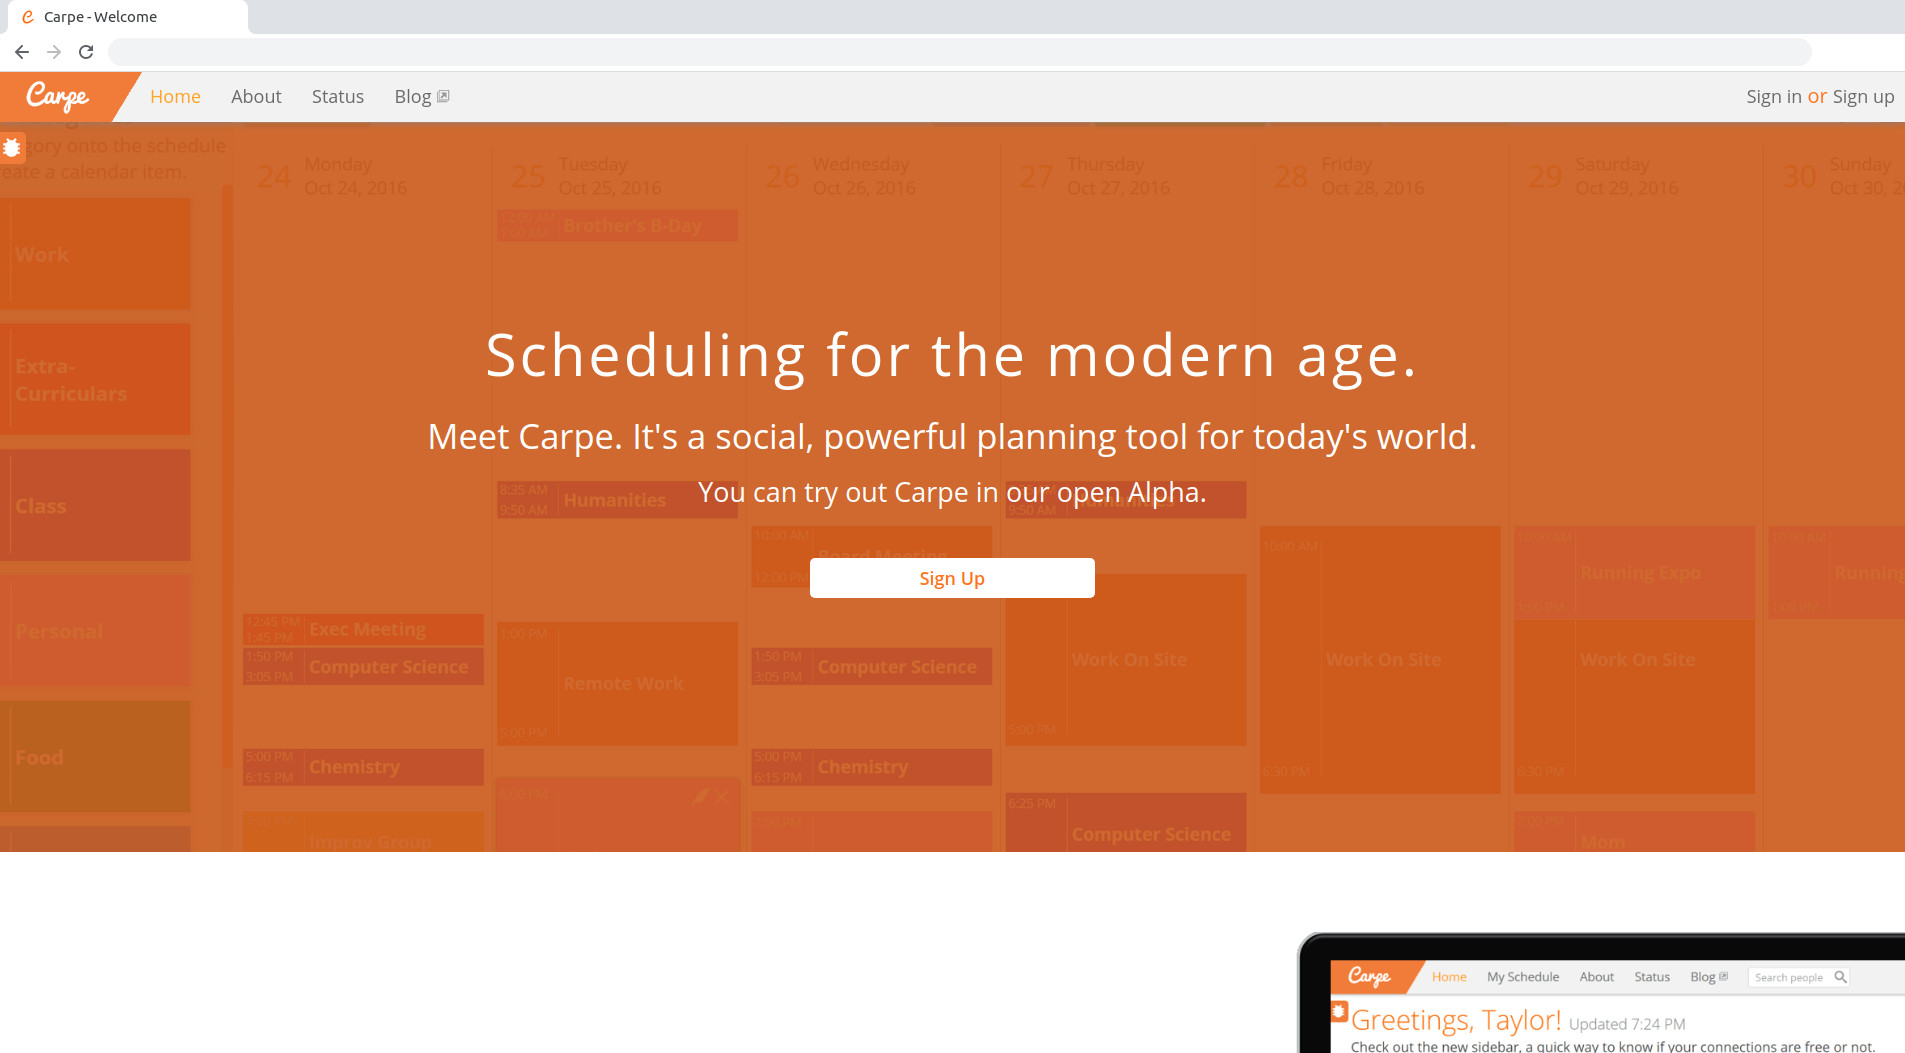 Carpe - Welcome
Carpe
Home
About
Status
Blog
Sign in or Sign up
onto the schedule
create a calendar item.
24 Monday Oct 24, 2016
25 Tuesday Oct 25, 2016
26 Wednesday Oct 26, 2016
27 Thursday Oct 27, 2016
28 Friday Oct 28, 2016
29 Saturday Oct 29, 2016
30 Sunday Oct 30,
Brother's B-Day
Work
Scheduling for the modern age.
Extra-
Curriculars
Meet Carpe. It's a social, powerful planning tool for today's world.
You can try out Carpe in our open Alpha.
8:35 AM
9:50 AM
Humanities
9:50 AM
Humanities
Class
10:00 AM
12:00 PM
Board Meeting
10:00 AM
Running Expo
Running
Sign Up
12:45 PM
1:45 PM
Exec Meeting
1:50 PM
3:05 PM
Computer Science
1:00 PM
5:00 PM
Remote Work
1:50 PM
3:05 PM
Computer Science
Work On Site
5:00 PM
Work On Site
6:30 PM
Work On Site
6:30 PM
Personal
Food
5:00 PM
6:15 PM
Chemistry
5:00 PM
6:15 PM
Chemistry
6:25 PM
Computer Science
Improv Group
Mom
Carpe
Home
My Schedule
About
Status
Blog
Search people
Greetings, Taylor! Updated 7:24 PM
Check out the new sidebar, a quick way to know if your connections are free or not.